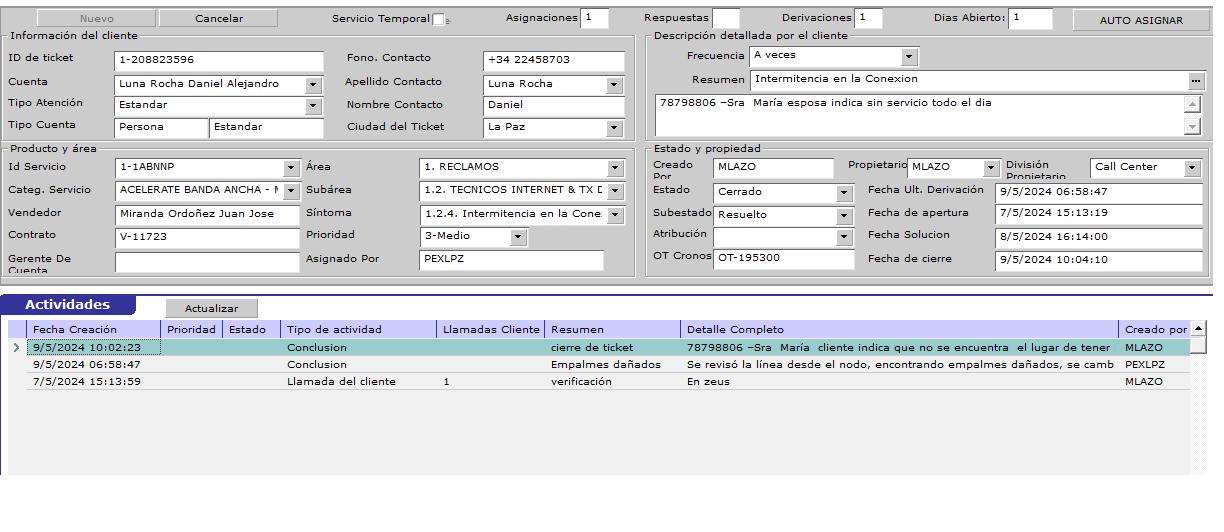 Nuevo Cancelar Servicio Temporal Asignaciones 1 Respuestas Derivaciones 1 Dias Abierto: 1 AUTO ASIGNAR
Información del cliente
ID de ticket 1-208823596 Fono. Contacto +34 22458703
Cuenta Luna Rocha Daniel Alejandro Apellido Contacto Luna Rocha
Tipo Atención Estandar Nombre Contacto Daniel
Tipo Cuenta Persona Estandar Ciudad del Ticket La Paz
Descripción detallada por el cliente
Frecuencia A veces
Resumen Intermitencia en la Conexion ...
78798806 –Sra María esposa indica sin servicio todo el dia
Producto y área
Id Servicio 1-1ABNNP Área 1. RECLAMOS
Categ. Servicio ACELERATE BANDA ANCHA - Subárea 1.2. TECNICOS INTERNET & TX
Vendedor Miranda Ordoñez Juan Jose Síntoma 1.2.4. Intermitencia en la Cone
Contrato V-11723 Prioridad 3-Medio
Gerente De Cuenta Asignado Por PEXLPZ
Estado y propiedad
Creado Por MLAZO Propietario MLAZO División Propietario Call Center
Estado Cerrado Fecha Ult. Derivación 9/5/2024 06:58:47
Subestado Resuelto Fecha de apertura 7/5/2024 15:13:19
Atribución Fecha Solucion 8/5/2024 16:14:00
OT Cronos OT-195300 Fecha de cierre 9/5/2024 10:04:10
Actividades Actualizar
Fecha Creación Prioridad Estado Tipo de actividad Llamadas Cliente Resumen Detalle Completo Creado por
9/5/2024 10:02:23 Conclusion cierre de ticket 78798806 –Sra María cliente indica que no se encuentra el lugar de tener MLAZO
9/5/2024 06:58:47 Conclusion Empalmes dañados Se revisó la línea desde el nodo, encontrando empalmes dañados, se camb PEXLPZ
7/5/2024 15:13:59 Llamada del cliente 1 verificación En zeus MLAZO